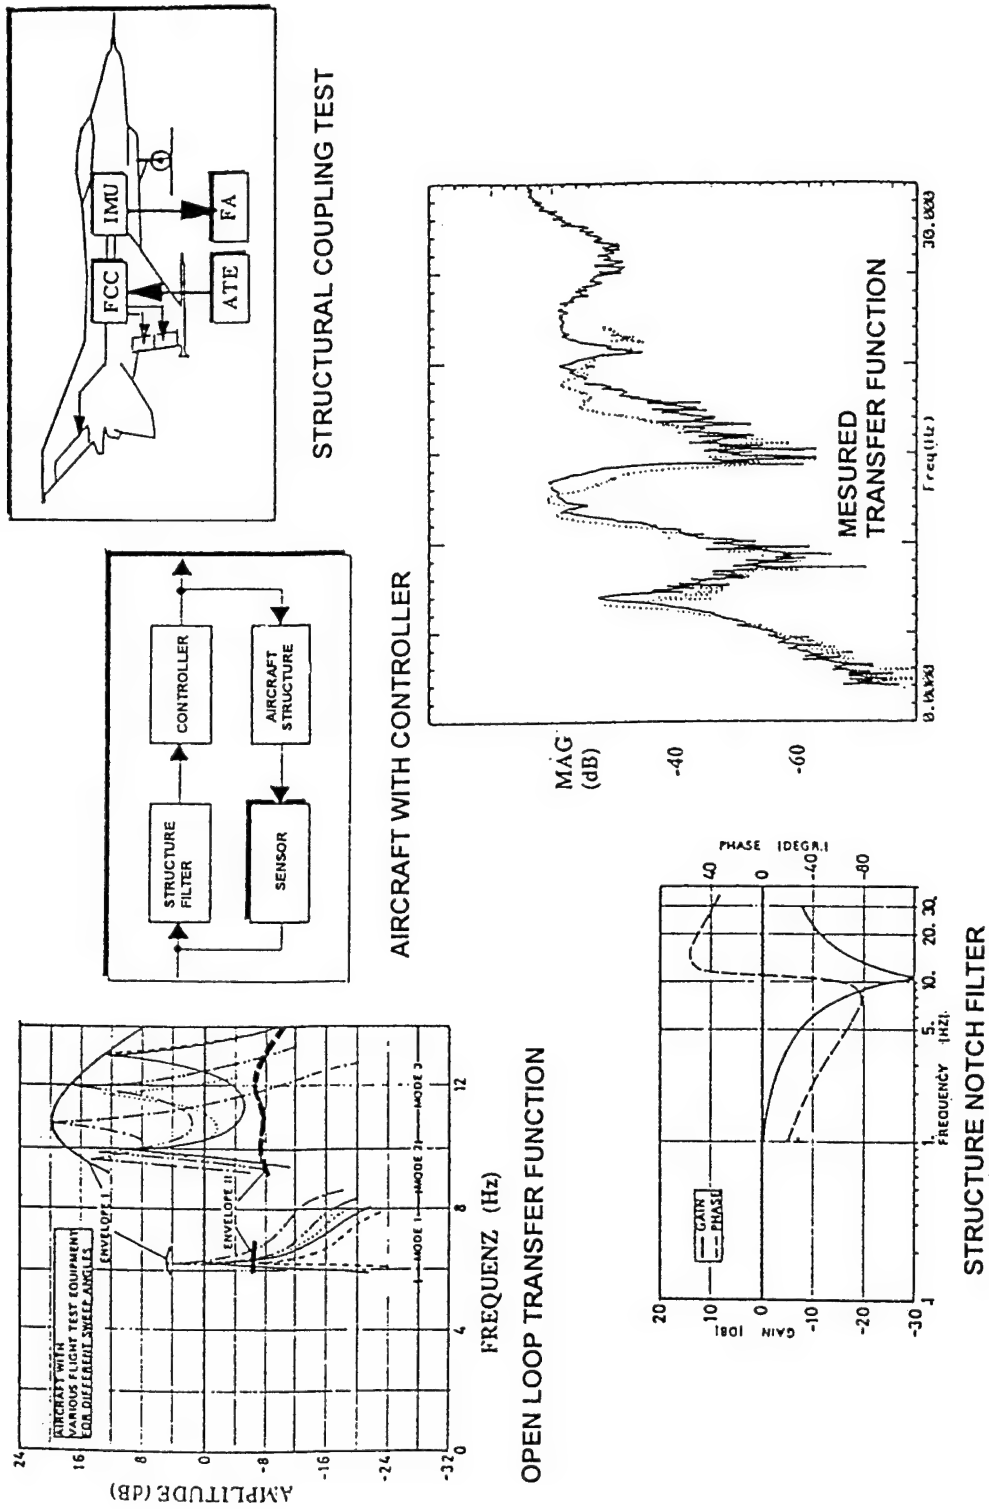 IMU
FCC
FA
ATE
STRUCTURAL COUPLING TEST
STRUCTURE
FILTER
CONTROLLER
SENSOR
AIRCRAFT
STRUCTURE
AIRCRAFT WITH CONTROLLER
AIRCRAFT WITH
VARIOUS FLIGHT TEST EQUIPMENT
FOR DIFFERENT SWEEP ANGLES
ENVELOPE I
ENVELOPE II
MODE 1
MODE 2
MODE 3
24
16
8
0
-8
-16
-24
-32
AMPLITUDE (dB)
0
4
8
12
FREQUENZ (Hz)
OPEN LOOP TRANSFER FUNCTION
MAG
(dB)
-40
-60
Freq(Hz)
30.000
MESURED
TRANSFER FUNCTION
GAIN
PHASE
20
10
0
-10
-20
-30
GAIN [DB]
PHASE [DEGR.]
40
0
-40
-80
.1
1.
5.
10.
20. 30.
FREQUENCY [HZ]
STRUCTURE NOTCH FILTER